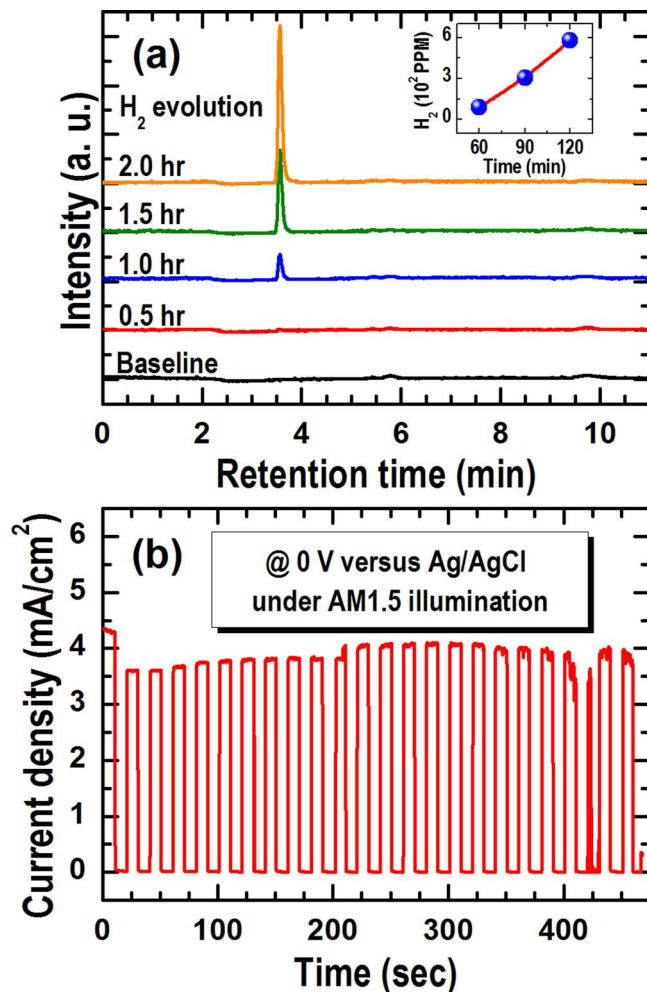 (a)
H₂ evolution
2.0 hr
1.5 hr
1.0 hr
0.5 hr
Baseline
Intensity (a. u.)
0 2 4 6 8 10
Retention time (min)
H₂ (10² PPM)
6
3
0
60 90 120
Time (min)
(b)
@ 0 V versus Ag/AgCl
under AM1.5 illumination
Current density (mA/cm²)
6
5
4
3
2
1
0
0 100 200 300 400
Time (sec)